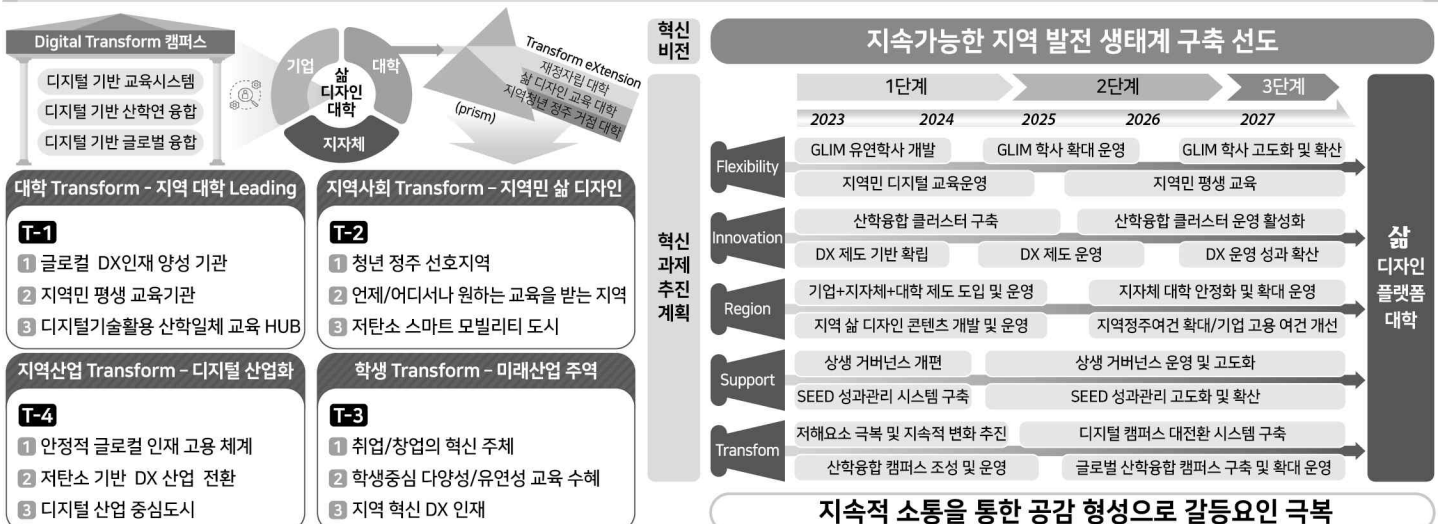 Digital Transform 캠퍼스
디지털 기반 교육시스템
디지털 기반 산학연 융합
디지털 기반 글로벌 융합
기업
대학
지자체
삶
디자인
대학
(prism)
Transform eXtension
재정자립 대학
삶 디자인 교육 대학
지역청년 정주 거점 대학
대학 Transform - 지역 대학 Leading
T-1
1 글로컬 DX인재 양성 기관
2 지역민 평생 교육기관
3 디지털기술활용 산학일체 교육 HUB
지역사회 Transform – 지역민 삶 디자인
T-2
1 청년 정주 선호지역
2 언제/어디서나 원하는 교육을 받는 지역
3 저탄소 스마트 모빌리티 도시
지역산업 Transform – 디지털 산업화
T-4
1 안정적 글로컬 인재 고용 체계
2 저탄소 기반 DX 산업 전환
3 디지털 산업 중심도시
학생 Transform – 미래산업 주역
T-3
1 취업/창업의 혁신 주체
2 학생중심 다양성/유연성 교육 수혜
3 지역 혁신 DX 인재
혁신
비전
지속가능한 지역 발전 생태계 구축 선도
혁신
과제
추진
계획
1단계
2단계
3단계
2023
2024
2025
2026
2027
Flexibility
GLIM 유연학사 개발
GLIM 학사 확대 운영
GLIM 학사 고도화 및 확산
지역민 디지털 교육운영
지역민 평생 교육
Innovation
산학융합 클러스터 구축
산학융합 클러스터 운영 활성화
DX 제도 기반 확립
DX 제도 운영
DX 운영 성과 확산
Region
기업+지자체+대학 제도 도입 및 운영
지자체 대학 안정화 및 확대 운영
지역 삶 디자인 콘텐츠 개발 및 운영
지역정주여건 확대/기업 고용 여건 개선
Support
상생 거버넌스 개편
상생 거버넌스 운영 및 고도화
SEED 성과관리 시스템 구축
SEED 성과관리 고도화 및 확산
Transfom
저해요소 극복 및 지속적 변화 추진
디지털 캠퍼스 대전환 시스템 구축
산학융합 캠퍼스 조성 및 운영
글로벌 산학융합 캠퍼스 구축 및 확대 운영
삶
디자인
플랫폼
대학
지속적 소통을 통한 공감 형성으로 갈등요인 극복